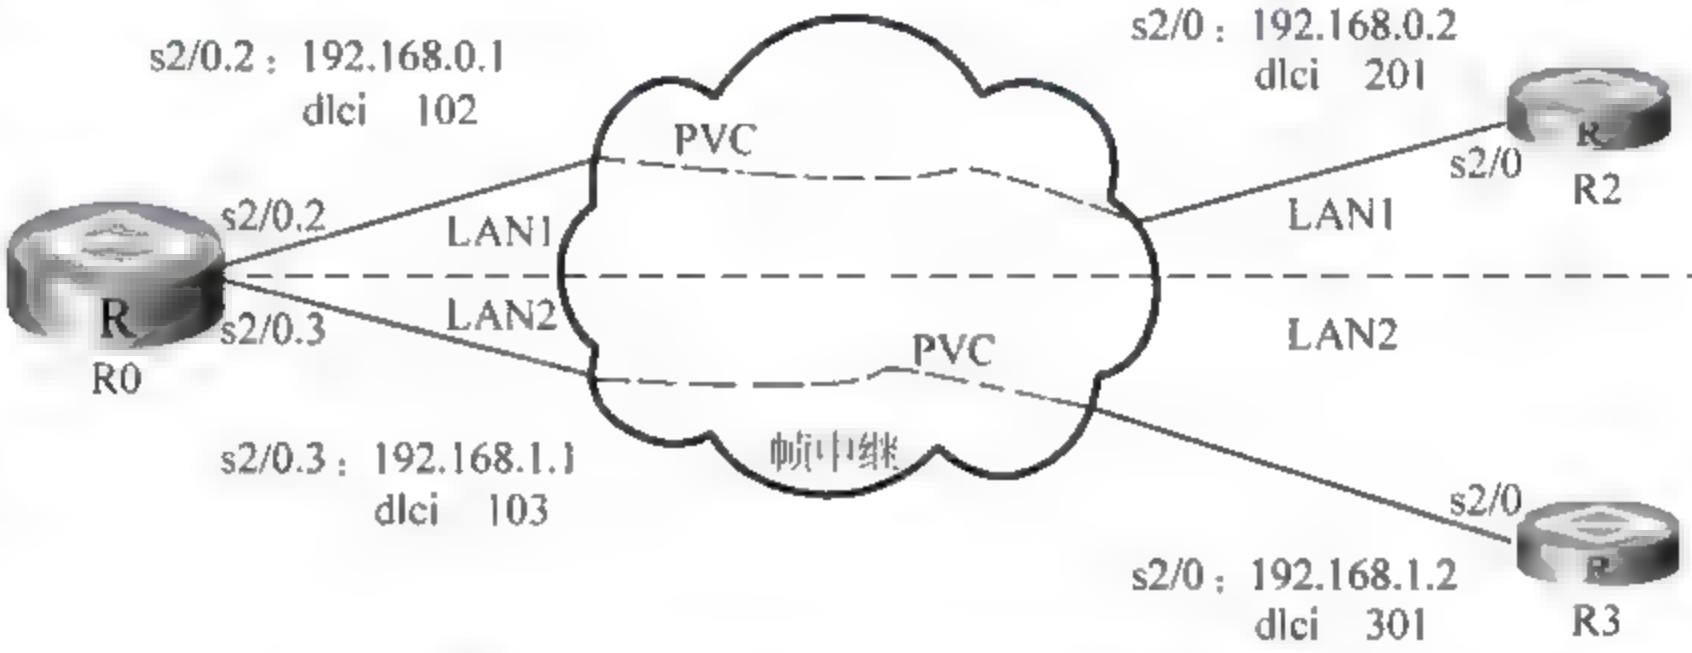 s2/0.2： 192.168.0.1
dlci 102
s2/0： 192.168.0.2
dlci 201
PVC
R
s2/0
R2
s2/0.2
LAN1
LAN1
R
R0
s2/0.3
LAN2
LAN2
PVC
s2/0.3： 192.168.1.1
dlci 103
帧中继
s2/0
R
R3
s2/0： 192.168.1.2
dlci 301